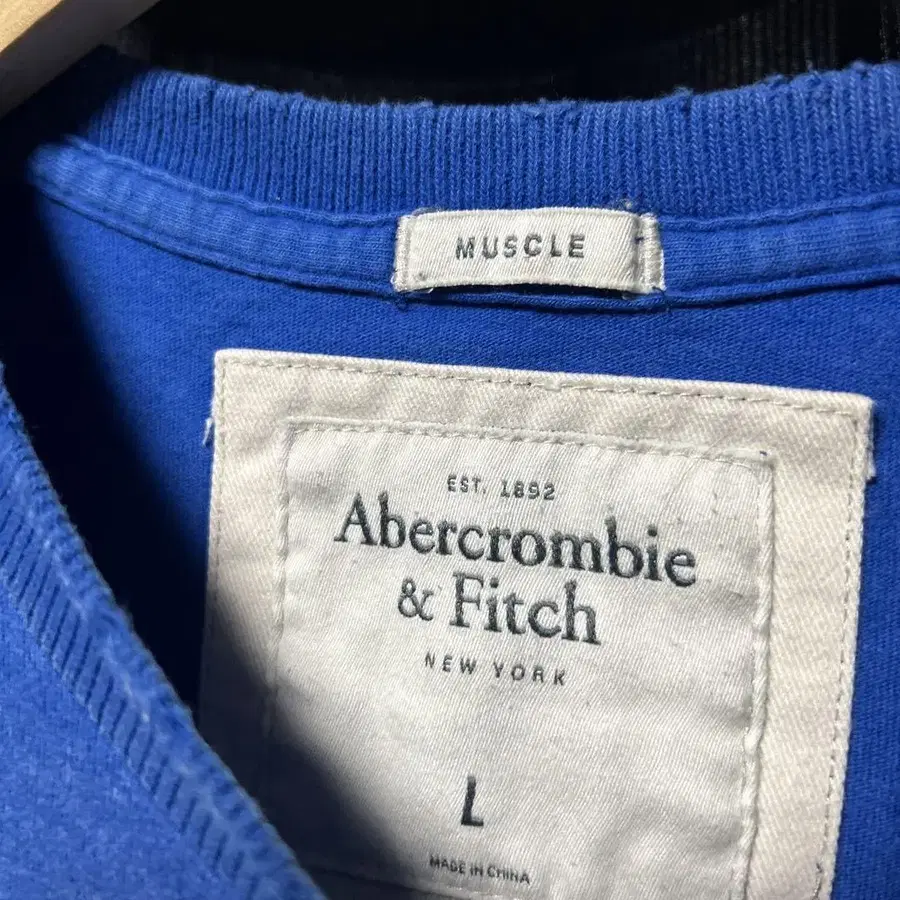 MUSCLE
EST. 1892
Abercrombie
& Fitch
NEW YORK
L
MADE IN CHINA